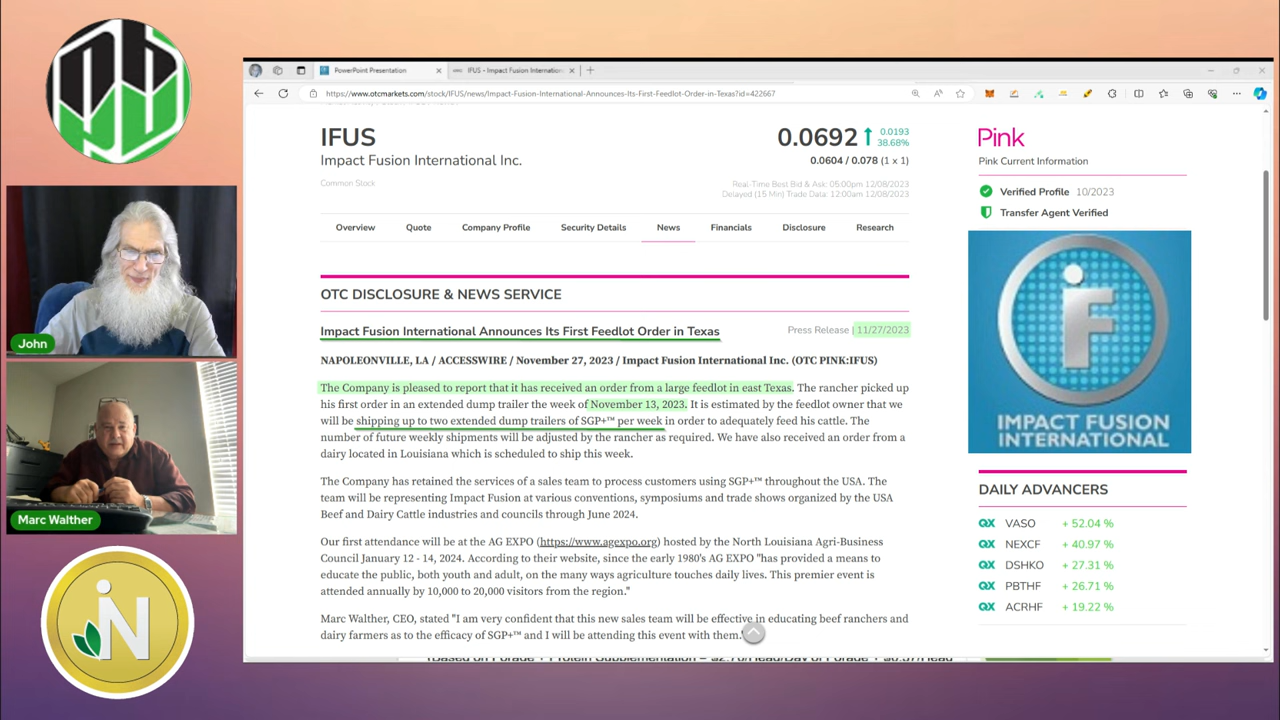 PowerPoint Presentation
IFUS - Impact Fusion Internation
https://www.otcmarkets.com/stock/IFUS/news/Impact-Fusion-International-Announces-Its-First-Feedlot-Order-in-Texas?id=422667
IFUS
Impact Fusion International Inc.
Common Stock
0.0692 0.0193
38.68%
0.0604 / 0.078 (1 x 1)
Real-Time Best Bid & Ask: 05:00pm 12/08/2023
Delayed (15 Min) Trade Data: 12:00am 12/08/2023
Pink
Pink Current Information
Verified Profile 10/2023
Transfer Agent Verified
Overview Quote Company Profile Security Details News Financials Disclosure Research
OTC DISCLOSURE & NEWS SERVICE
Impact Fusion International Announces Its First Feedlot Order in Texas
Press Release | 11/27/2023
NAPOLEONVILLE, LA / ACCESSWIRE / November 27, 2023 / Impact Fusion International Inc. (OTC PINK:IFUS)
The Company is pleased to report that it has received an order from a large feedlot in east Texas. The rancher picked up
his first order in an extended dump trailer the week of November 13, 2023. It is estimated by the feedlot owner that we
will be shipping up to two extended dump trailers of SGP+™ per week in order to adequately feed his cattle. The
number of future weekly shipments will be adjusted by the rancher as required. We have also received an order from a
dairy located in Louisiana which is scheduled to ship this week.
The Company has retained the services of a sales team to process customers using SGP+™ throughout the USA. The
team will be representing Impact Fusion at various conventions, symposiums and trade shows organized by the USA
Beef and Dairy Cattle industries and councils through June 2024.
Our first attendance will be at the AG EXPO (https://www.agexpo.org) hosted by the North Louisiana Agri-Business
Council January 12 - 14, 2024. According to their website, since the early 1980's AG EXPO "has provided a means to
educate the public, both youth and adult, on the many ways agriculture touches daily lives. This premier event is
attended annually by 10,000 to 20,000 visitors from the region."
Marc Walther, CEO, stated "I am very confident that this new sales team will be effective in educating beef ranchers and
dairy farmers as to the efficacy of SGP+™ and I will be attending this event with them."
IMPACT FUSION
INTERNATIONAL
DAILY ADVANCERS
QX VASO + 52.04 %
QX NEXCF + 40.97 %
QX DSHKO + 27.31 %
QX PBTHF + 26.71 %
QX ACRHF + 19.22 %
John
Marc Walther
iN